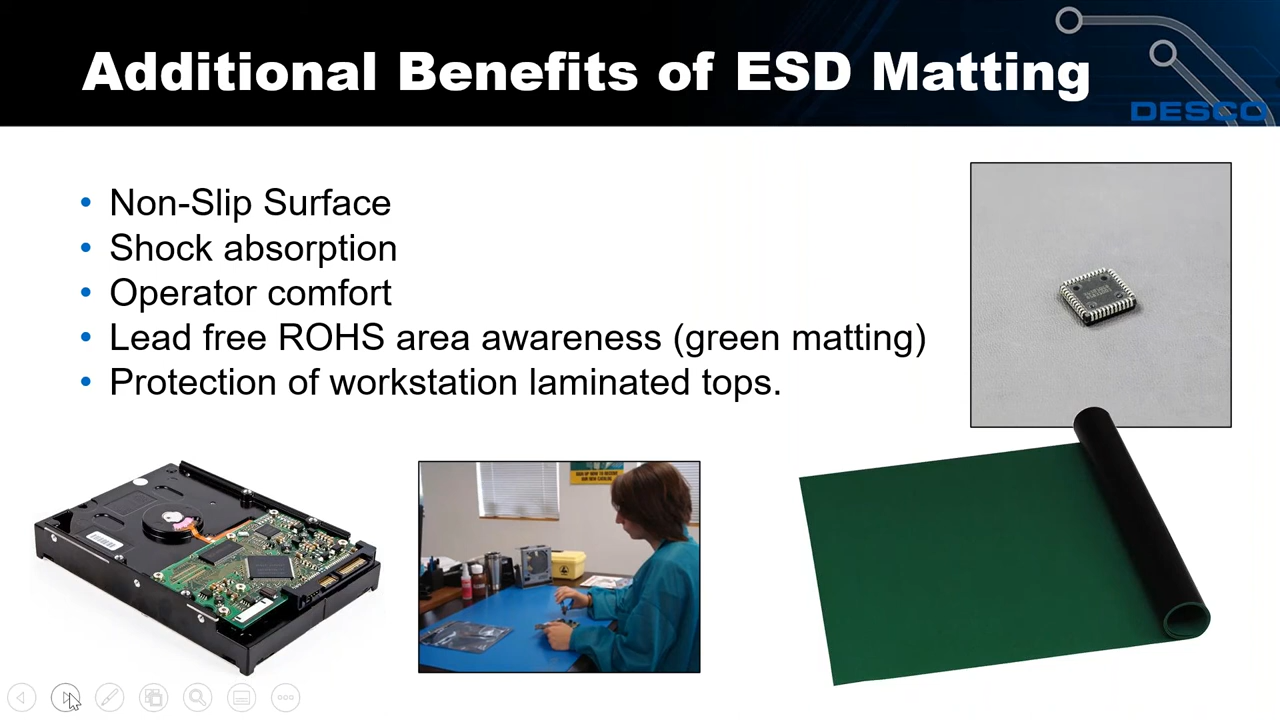 Additional Benefits of ESD Matting
DESCO
• Non-Slip Surface
• Shock absorption
• Operator comfort
• Lead free ROHS area awareness (green matting)
• Protection of workstation laminated tops.